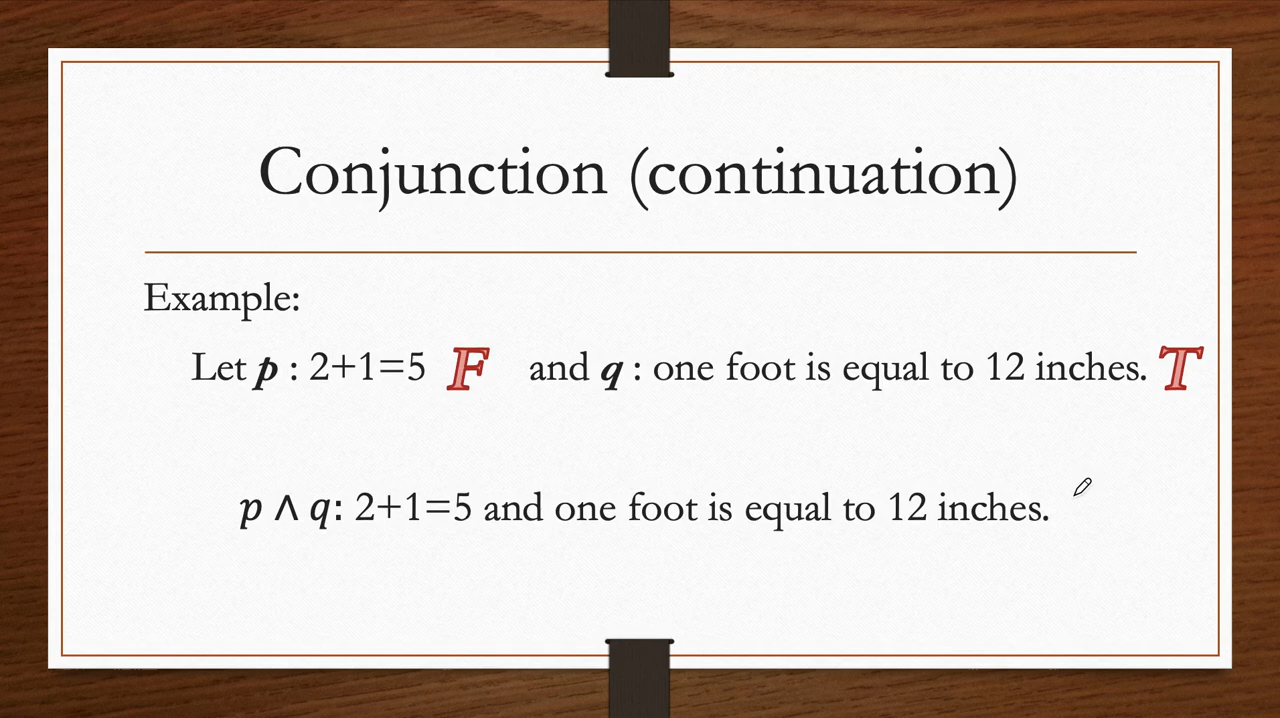 Conjunction (continuation)
Example:
Let p : 2+1=5 F and q : one foot is equal to 12 inches. T
p ∧ q: 2+1=5 and one foot is equal to 12 inches.